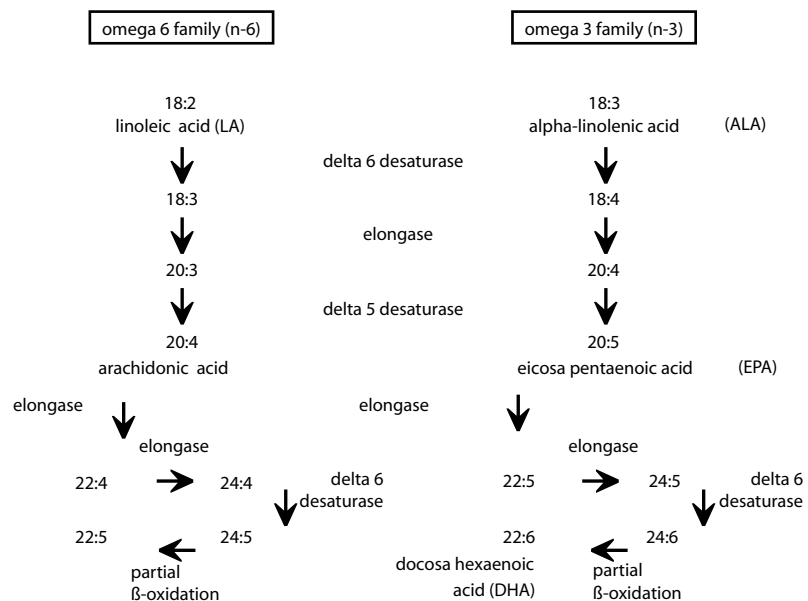 omega 6 family (n-6)
omega 3 family (n-3)
18:2
linoleic acid (LA)
18:3
alpha-linolenic acid
(ALA)
delta 6 desaturase
18:3
18:4
elongase
20:3
20:4
delta 5 desaturase
20:4
arachidonic acid
20:5
eicosa pentaenoic acid
(EPA)
elongase
elongase
elongase
elongase
22:4
24:4
delta 6
desaturase
22:5
24:5
delta 6
desaturase
22:5
24:5
22:6
24:6
partial
ß-oxidation
docosa hexaenoic
acid (DHA)
partial
ß-oxidation